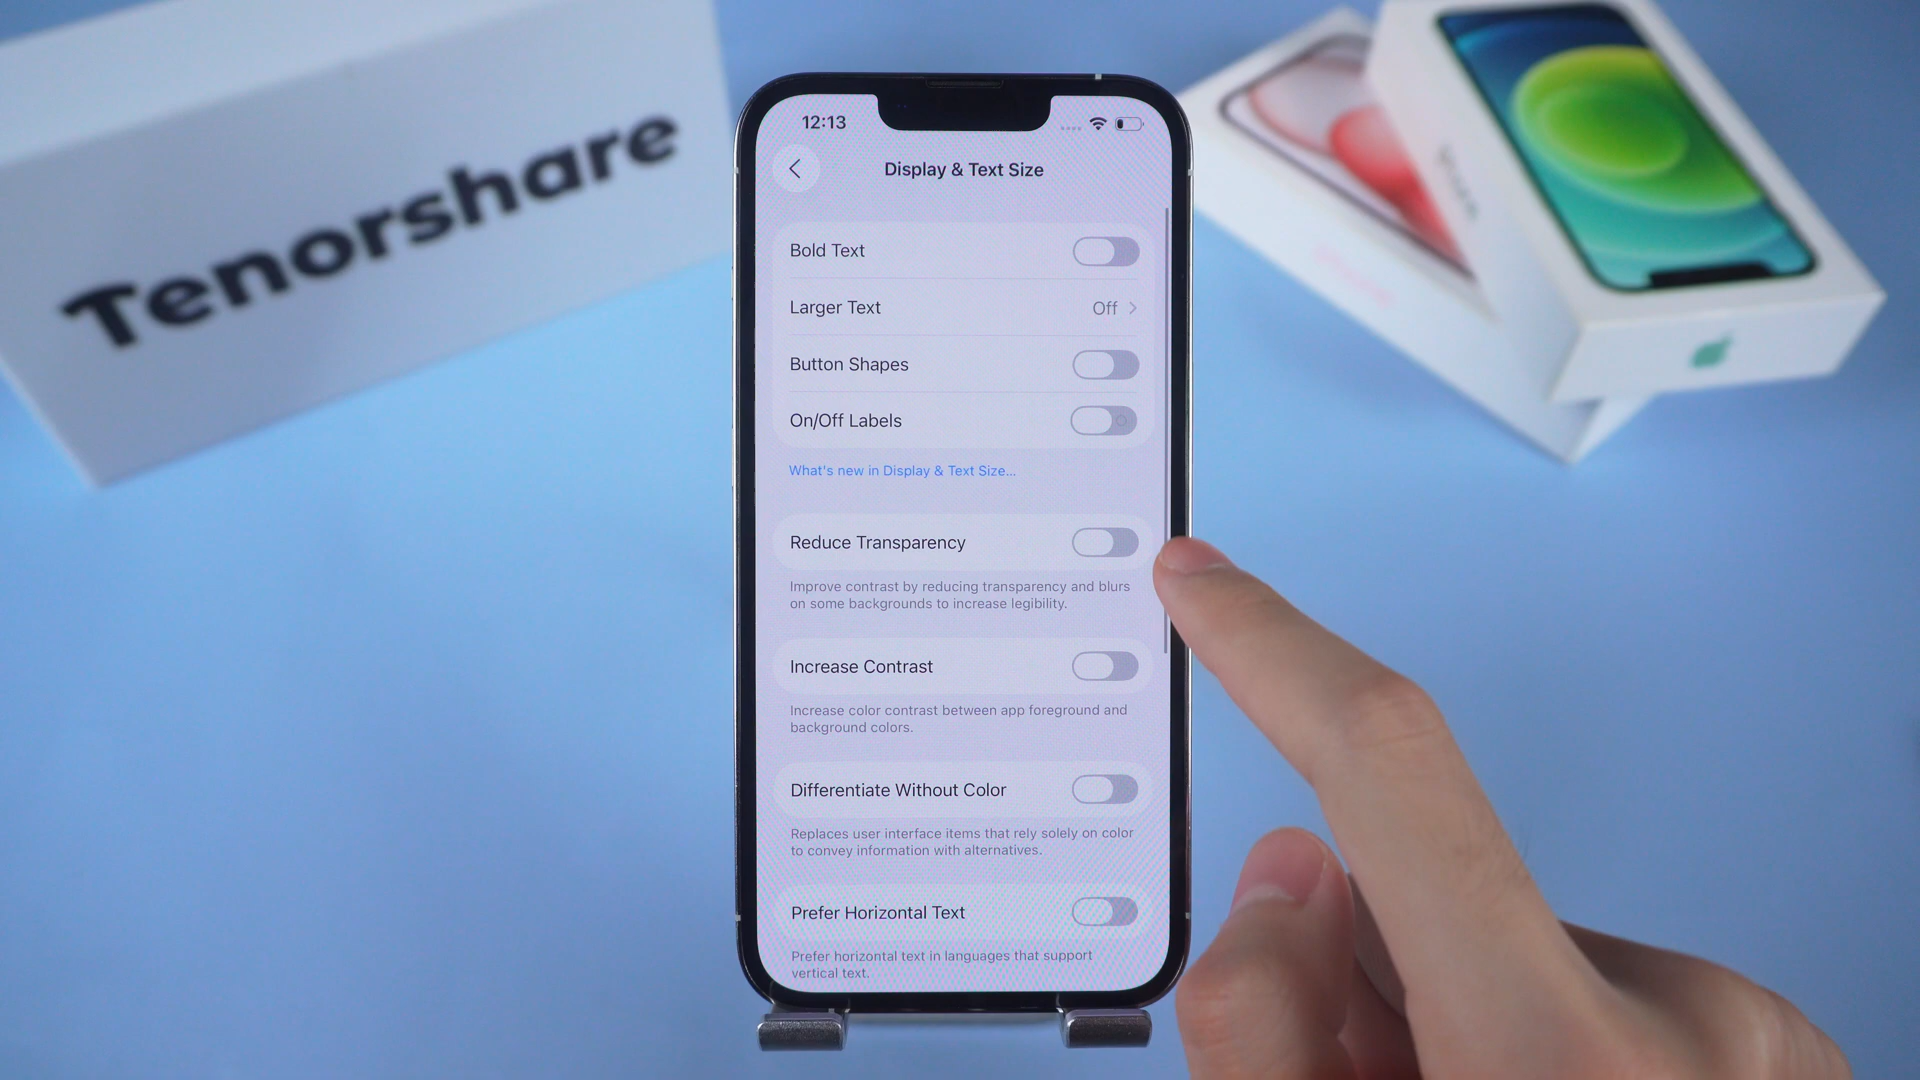 Tenorshare
12:13
Display & Text Size
Bold Text
Larger Text
Off
Button Shapes
On/Off Labels
What's new in Display & Text Size...
Reduce Transparency
Improve contrast by reducing transparency and blurs
on some backgrounds to increase legibility.
Increase Contrast
Increase color contrast between app foreground and
background colors.
Differentiate Without Color
Replaces user interface items that rely solely on color
to convey information with alternatives.
Prefer Horizontal Text
Prefer horizontal text in languages that support
vertical text.